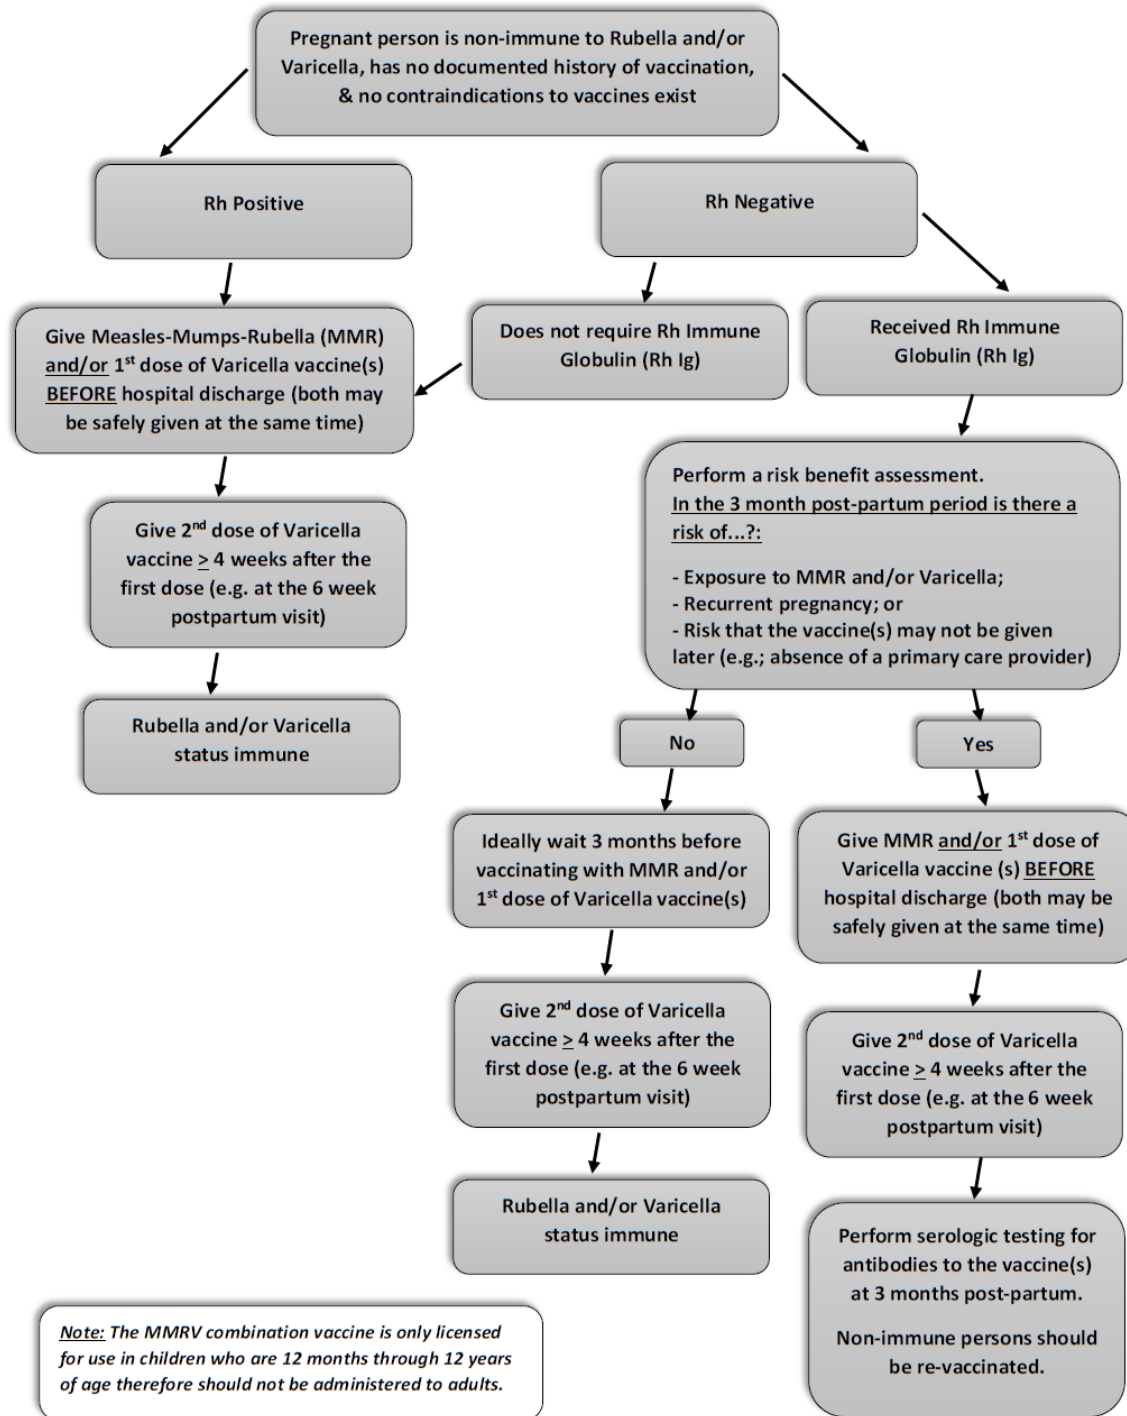 Pregnant person is non-immune to Rubella and/or
Varicella, has no documented history of vaccination,
& no contraindications to vaccines exist
Rh Positive
Rh Negative
Give Measles-Mumps-Rubella (MMR)
and/or 1st dose of Varicella vaccine(s)
BEFORE hospital discharge (both may
be safely given at the same time)
Does not require Rh Immune
Globulin (Rh Ig)
Received Rh Immune
Globulin (Rh Ig)
Give 2nd dose of Varicella
vaccine ≥ 4 weeks after the
first dose (e.g. at the 6 week
postpartum visit)
Rubella and/or Varicella
status immune
Perform a risk benefit assessment.
In the 3 month post-partum period is there a
risk of...?:
- Exposure to MMR and/or Varicella;
- Recurrent pregnancy; or
- Risk that the vaccine(s) may not be given
later (e.g.; absence of a primary care provider)
No
Yes
Ideally wait 3 months before
vaccinating with MMR and/or
1st dose of Varicella vaccine(s)
Give 2nd dose of Varicella
vaccine ≥ 4 weeks after the
first dose (e.g. at the 6 week
postpartum visit)
Rubella and/or Varicella
status immune
Give MMR and/or 1st dose of
Varicella vaccine (s) BEFORE
hospital discharge (both may be
safely given at the same time)
Give 2nd dose of Varicella
vaccine ≥ 4 weeks after the
first dose (e.g. at the 6 week
postpartum visit)
Perform serologic testing for
antibodies to the vaccine(s)
at 3 months post-partum.
Non-immune persons should
be re-vaccinated.
Note: The MMRV combination vaccine is only licensed
for use in children who are 12 months through 12 years
of age therefore should not be administered to adults.